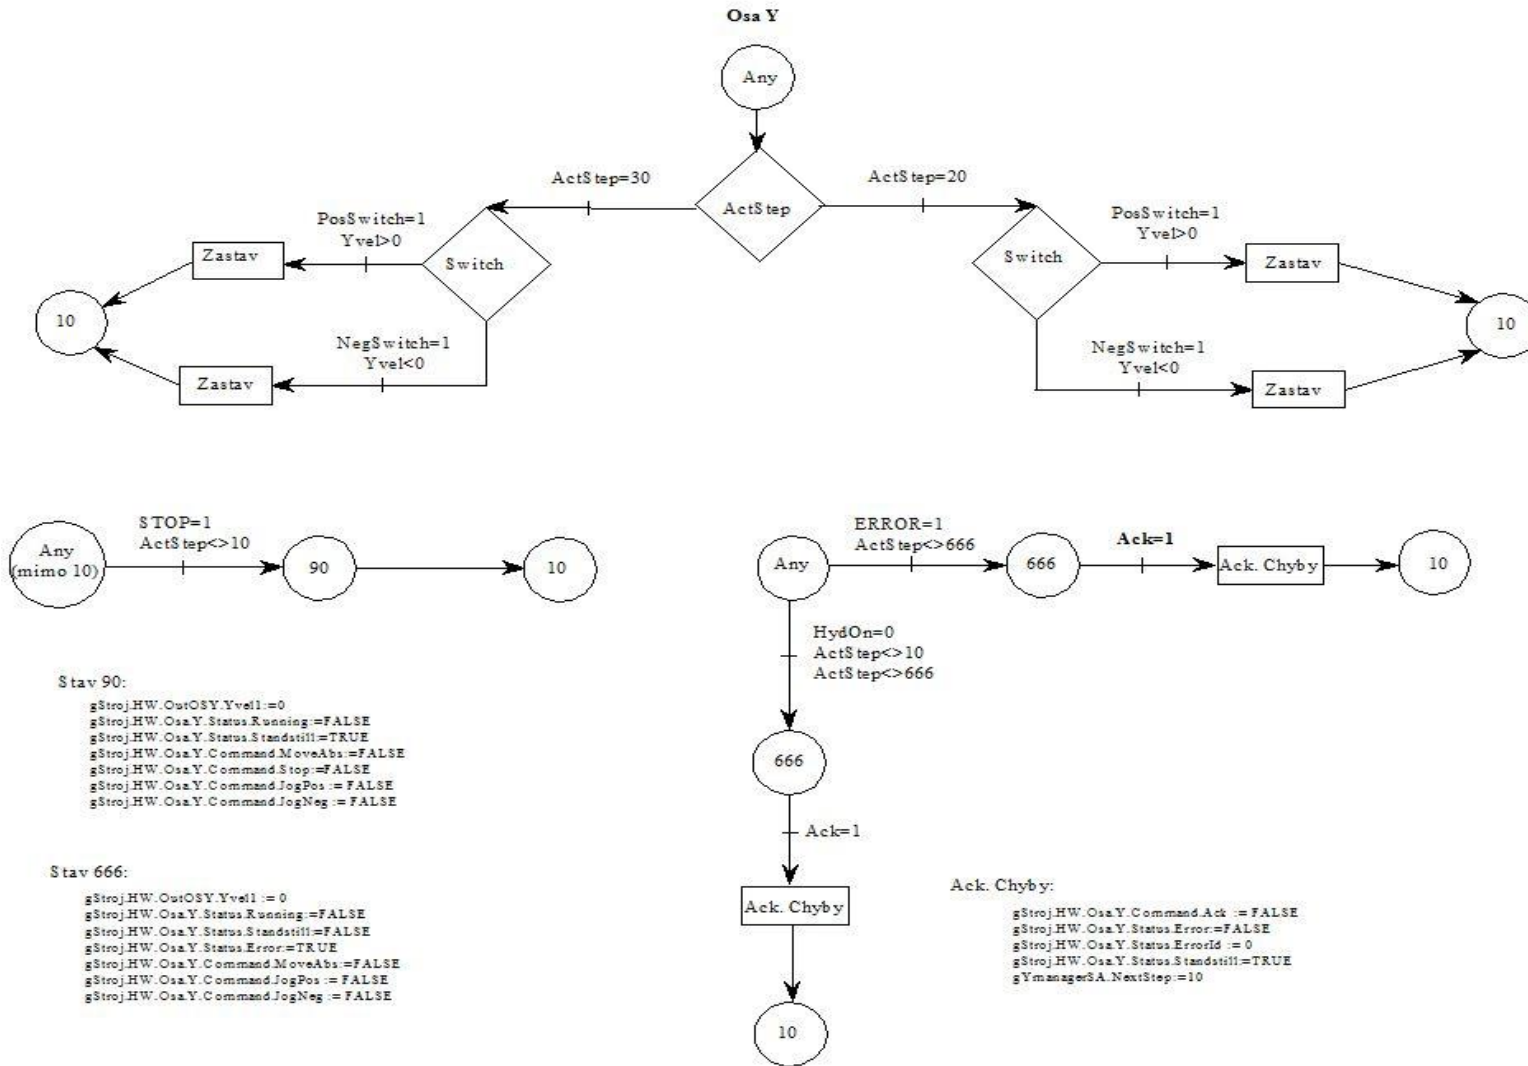 Osa Y
Any
ActStep=30
ActStep=20
ActStep
PosSwitch=1
Yvel>0
PosSwitch=1
Yvel>0
Zastav
Switch
Switch
Zastav
10
10
NegSwitch=1
Yvel<0
NegSwitch=1
Yvel<0
Zastav
Zastav
STOP=1
ActStep<>10
Any
(mimo 10)
90
10
ERROR=1
ActStep<>666
Any
666
Ack=1
Ack. Chyby
10
HydOn=0
ActStep<>10
ActStep<>666
Stav 90:
gStroj.HW.OutOSY.Yvel1:=0
gStroj.HW.Osa.Y.Status.Running:=FALSE
gStroj.HW.Osa.Y.Status.Standstill:=TRUE
gStroj.HW.Osa.Y.Command.MoveAbs:=FALSE
gStroj.HW.Osa.Y.Command.Stop:=FALSE
gStroj.HW.Osa.Y.Command.JogPos := FALSE
gStroj.HW.Osa.Y.Command.JogNeg := FALSE
666
Ack=1
Stav 666:
gStroj.HW.OutOSY.Yvel1 := 0
gStroj.HW.Osa.Y.Status.Running:=FALSE
gStroj.HW.Osa.Y.Status.Standstill:=FALSE
gStroj.HW.Osa.Y.Status.Error:=TRUE
gStroj.HW.Osa.Y.Command.MoveAbs:=FALSE
gStroj.HW.Osa.Y.Command.JogPos := FALSE
gStroj.HW.Osa.Y.Command.JogNeg := FALSE
Ack. Chyby
Ack. Chyby:
gStroj.HW.Osa.Y.Command.Ack := FALSE
gStroj.HW.Osa.Y.Status.Error:=FALSE
gStroj.HW.Osa.Y.Status.ErrorId := 0
gStroj.HW.Osa.Y.Status.Standstill:=TRUE
gYmanagerSA.NextStep:=10
10